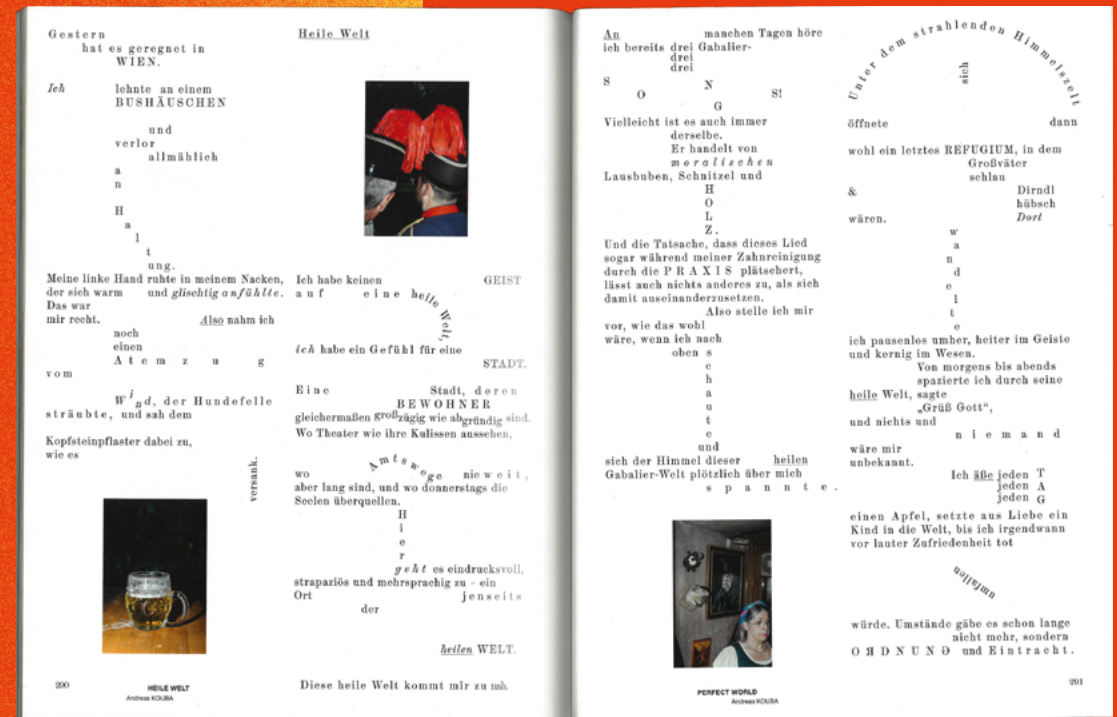 Gestern
hat es geregnet in
WIEN.
Ich lehnte an einem
BUSHÄUSCHEN
und
verlor
allmählich
a
n
H
a
l
t
ung.
Meine linke Hand ruhte in meinem Nacken,
der sich warm und glischtig anfühlte.
Das war
mir recht. Also nahm ich
noch
einen
Atemzug
vom
Wind, der Hundefelle
sträubte, und sah dem
Kopfsteinpflaster dabei zu,
wie es
versank.
290
HEILE WELT
Andreas KOUBA
Heile Welt
Ich habe keinen GEIST
auf eine heile Welt,
ich habe ein Gefühl für eine
STADT.
Eine Stadt, deren
BEWOHNER
gleichermaßen großzügig wie abgründig sind.
Wo Theater wie ihre Kulissen aussehen,
wo Amtswege nie weit,
aber lang sind, und wo donnerstags die
Seelen überquellen.
H
i
e
r
geht es eindrucksvoll,
strapaziös und mehrsprachig zu – ein
Ort jenseits
der
heilen WELT.
Diese heile Welt kommt mir zu nah.
An manchen Tagen höre
ich bereits drei Gabalier-
drei
drei
S O N G S!
Vielleicht ist es auch immer
derselbe.
Er handelt von
moralischen
Lausbuben, Schnitzel und
H
O
L
Z.
Und die Tatsache, dass dieses Lied
sogar während meiner Zahnreinigung
durch die PRAXIS plätschert,
lässt auch nichts anderes zu, als sich
damit auseinanderzusetzen.
Also stelle ich mir
vor, wie das wohl
wäre, wenn ich nach
oben s
c
h
a
u
t
e
und
sich der Himmel dieser heilen
Gabalier-Welt plötzlich über mich
spannte.
PERFECT WORLD
Andreas KOUBA
Unter dem strahlenden Himmelszelt
sich
öffnete dann
wohl ein letztes REFUGIUM, in dem
Großväter
schlau
& Dirndl
hübsch
wären. Dort
w
a
n
d
e
l
t
e
ich pausenlos umher, heiter im Geiste
und kernig im Wesen.
Von morgens bis abends
spazierte ich durch seine
heile Welt, sagte
„Grüß Gott“,
und nichts und
niemand
wäre mir
unbekannt.
Ich äße jeden T
jeden A
jeden G
einen Apfel, setzte aus Liebe ein
Kind in die Welt, bis ich irgendwann
vor lauter Zufriedenheit tot
umfallen
würde. Umstände gäbe es schon lange
nicht mehr, sondern
ORDNUNG und Eintracht.
291